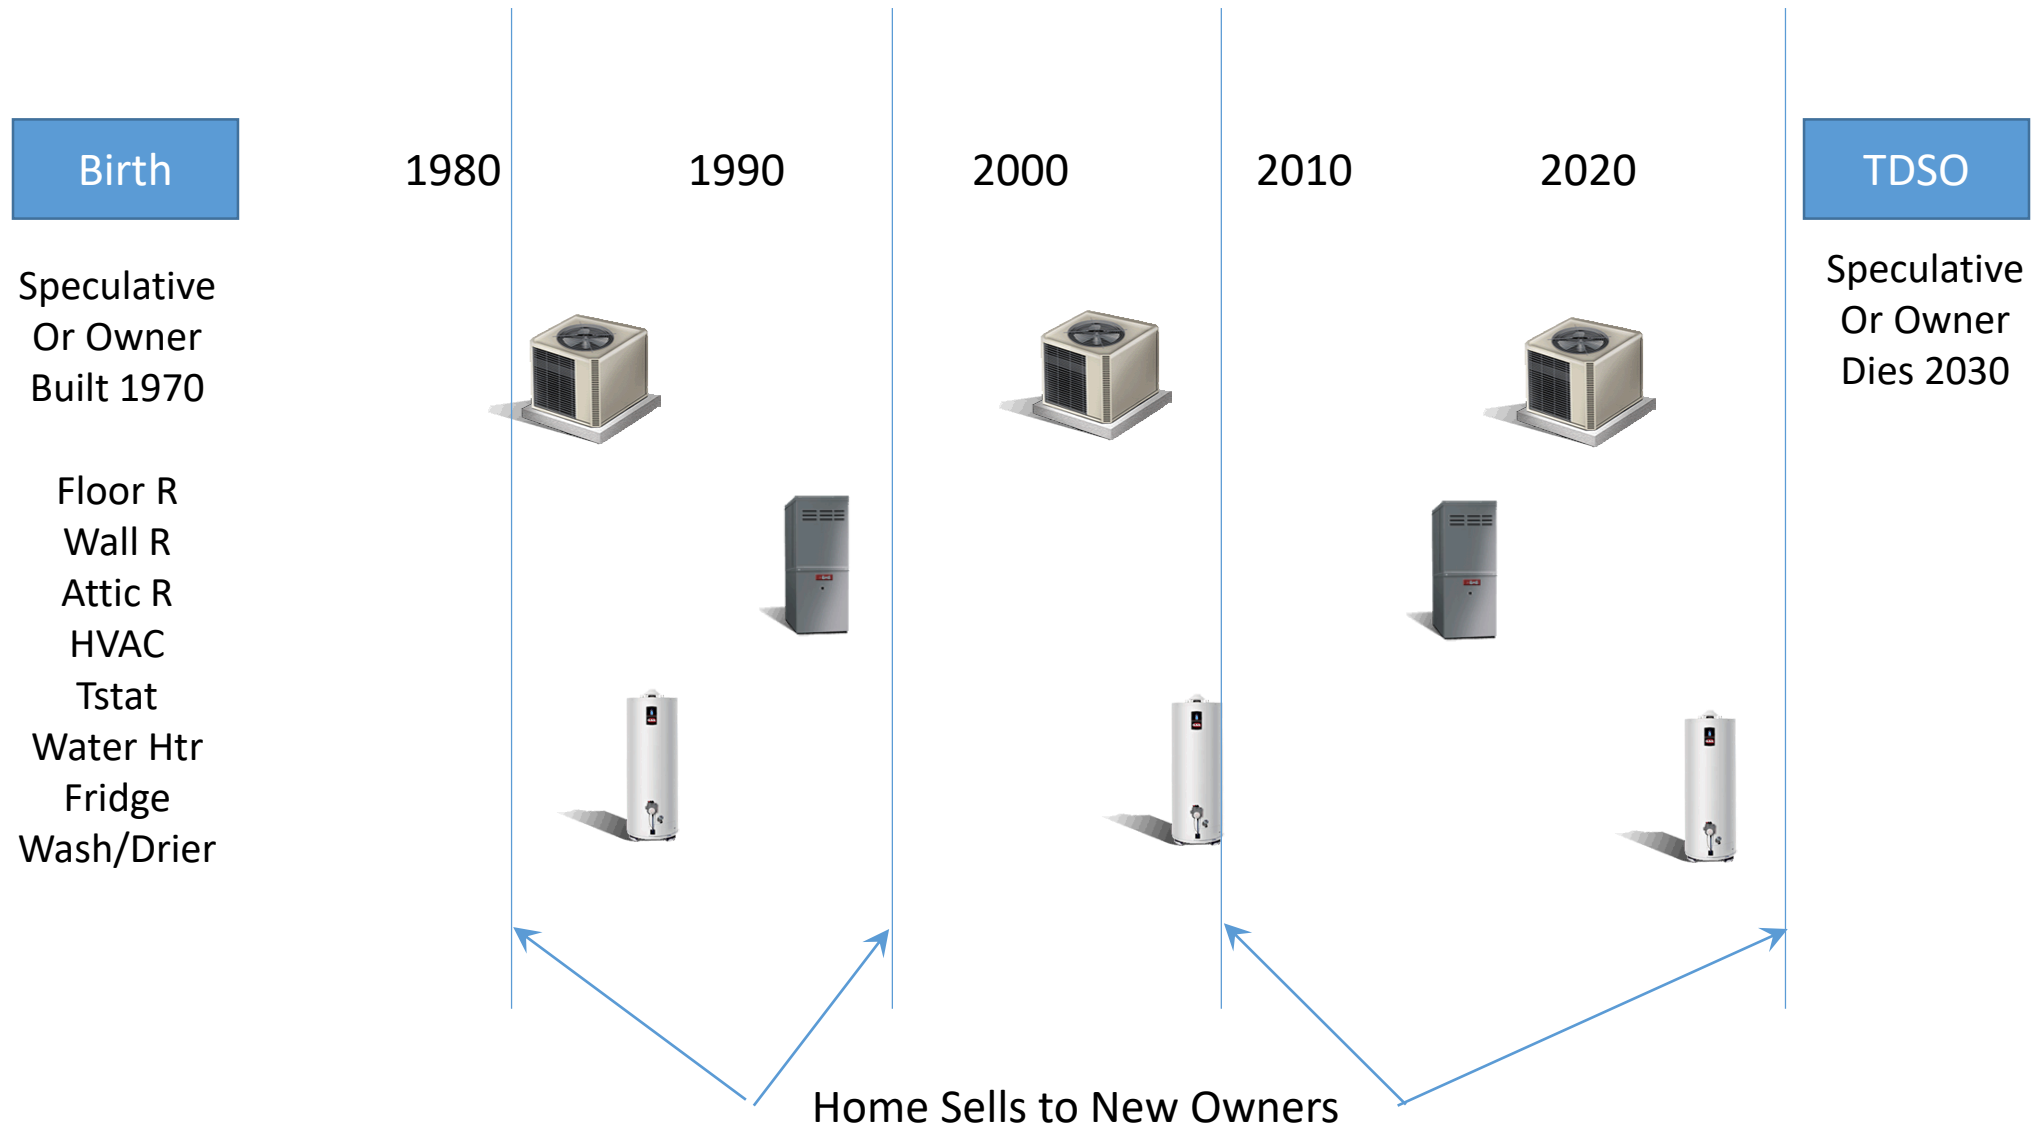 Birth
1980
1990
2000
2010
2020
TDSO
Speculative
Or Owner
Built 1970
Speculative
Or Owner
Dies 2030
Floor R
Wall R
Attic R
HVAC
Tstat
Water Htr
Fridge
Wash/Drier
Home Sells to New Owners